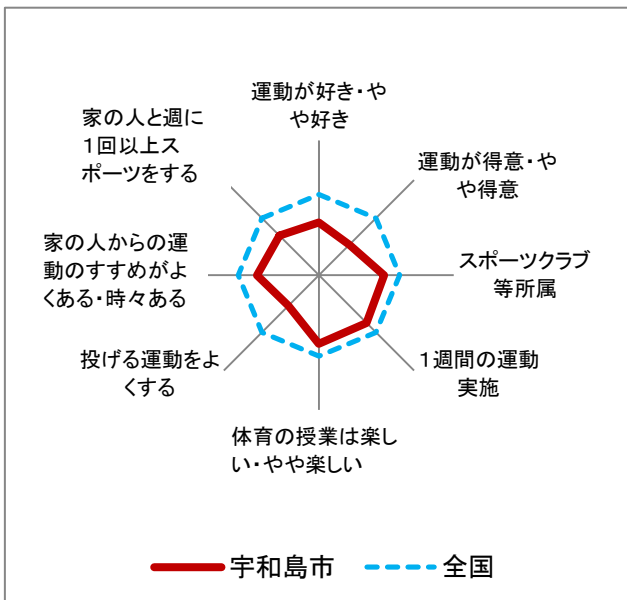 運動が好き・や
や好き
運動が得意・や
や得意
スポーツクラブ
等所属
1週間の運動
実施
体育の授業は楽し
い・やや楽しい
投げる運動をよ
くする
家の人からの運
動のすすめがよ
くある・時々ある
家の人と週に
1回以上ス
ポーツをする
宇和島市
全国